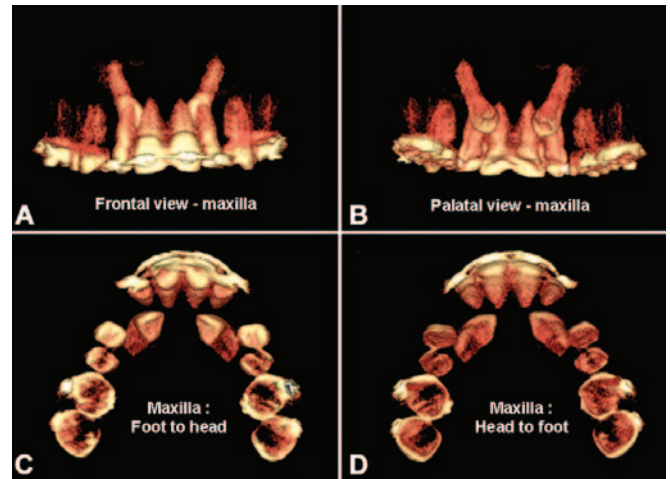 Frontal view - maxilla
A
Palatal view - maxilla
B
Maxilla :
Foot to head
C
Maxilla :
Head to foot
D